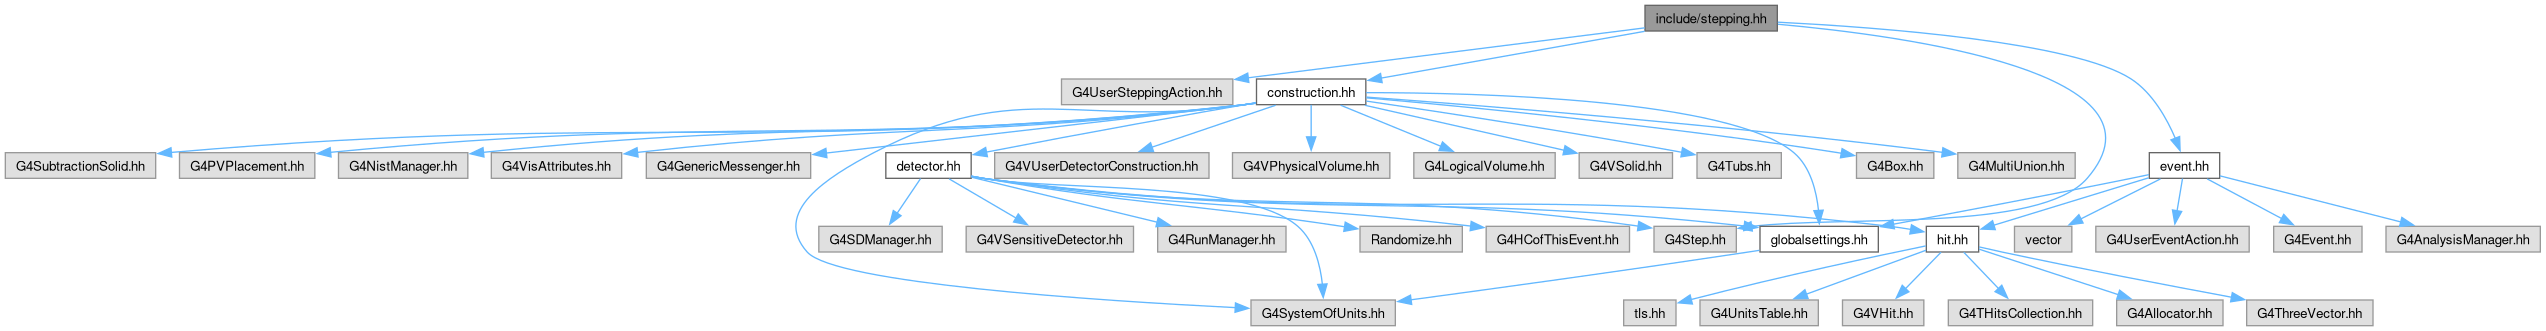 include/stepping.hh
G4UserSteppingAction.hh
construction.hh
G4SubtractionSolid.hh
G4PVPlacement.hh
G4NistManager.hh
G4VisAttributes.hh
G4GenericMessenger.hh
detector.hh
G4VUserDetectorConstruction.hh
G4VPhysicalVolume.hh
G4LogicalVolume.hh
G4VSolid.hh
G4Tubs.hh
G4Box.hh
G4MultiUnion.hh
event.hh
G4SDManager.hh
G4VSensitiveDetector.hh
G4RunManager.hh
Randomize.hh
G4HCofThisEvent.hh
G4Step.hh
globalsettings.hh
hit.hh
vector
G4UserEventAction.hh
G4Event.hh
G4AnalysisManager.hh
G4SystemOfUnits.hh
tls.hh
G4UnitsTable.hh
G4VHit.hh
G4THitsCollection.hh
G4Allocator.hh
G4ThreeVector.hh